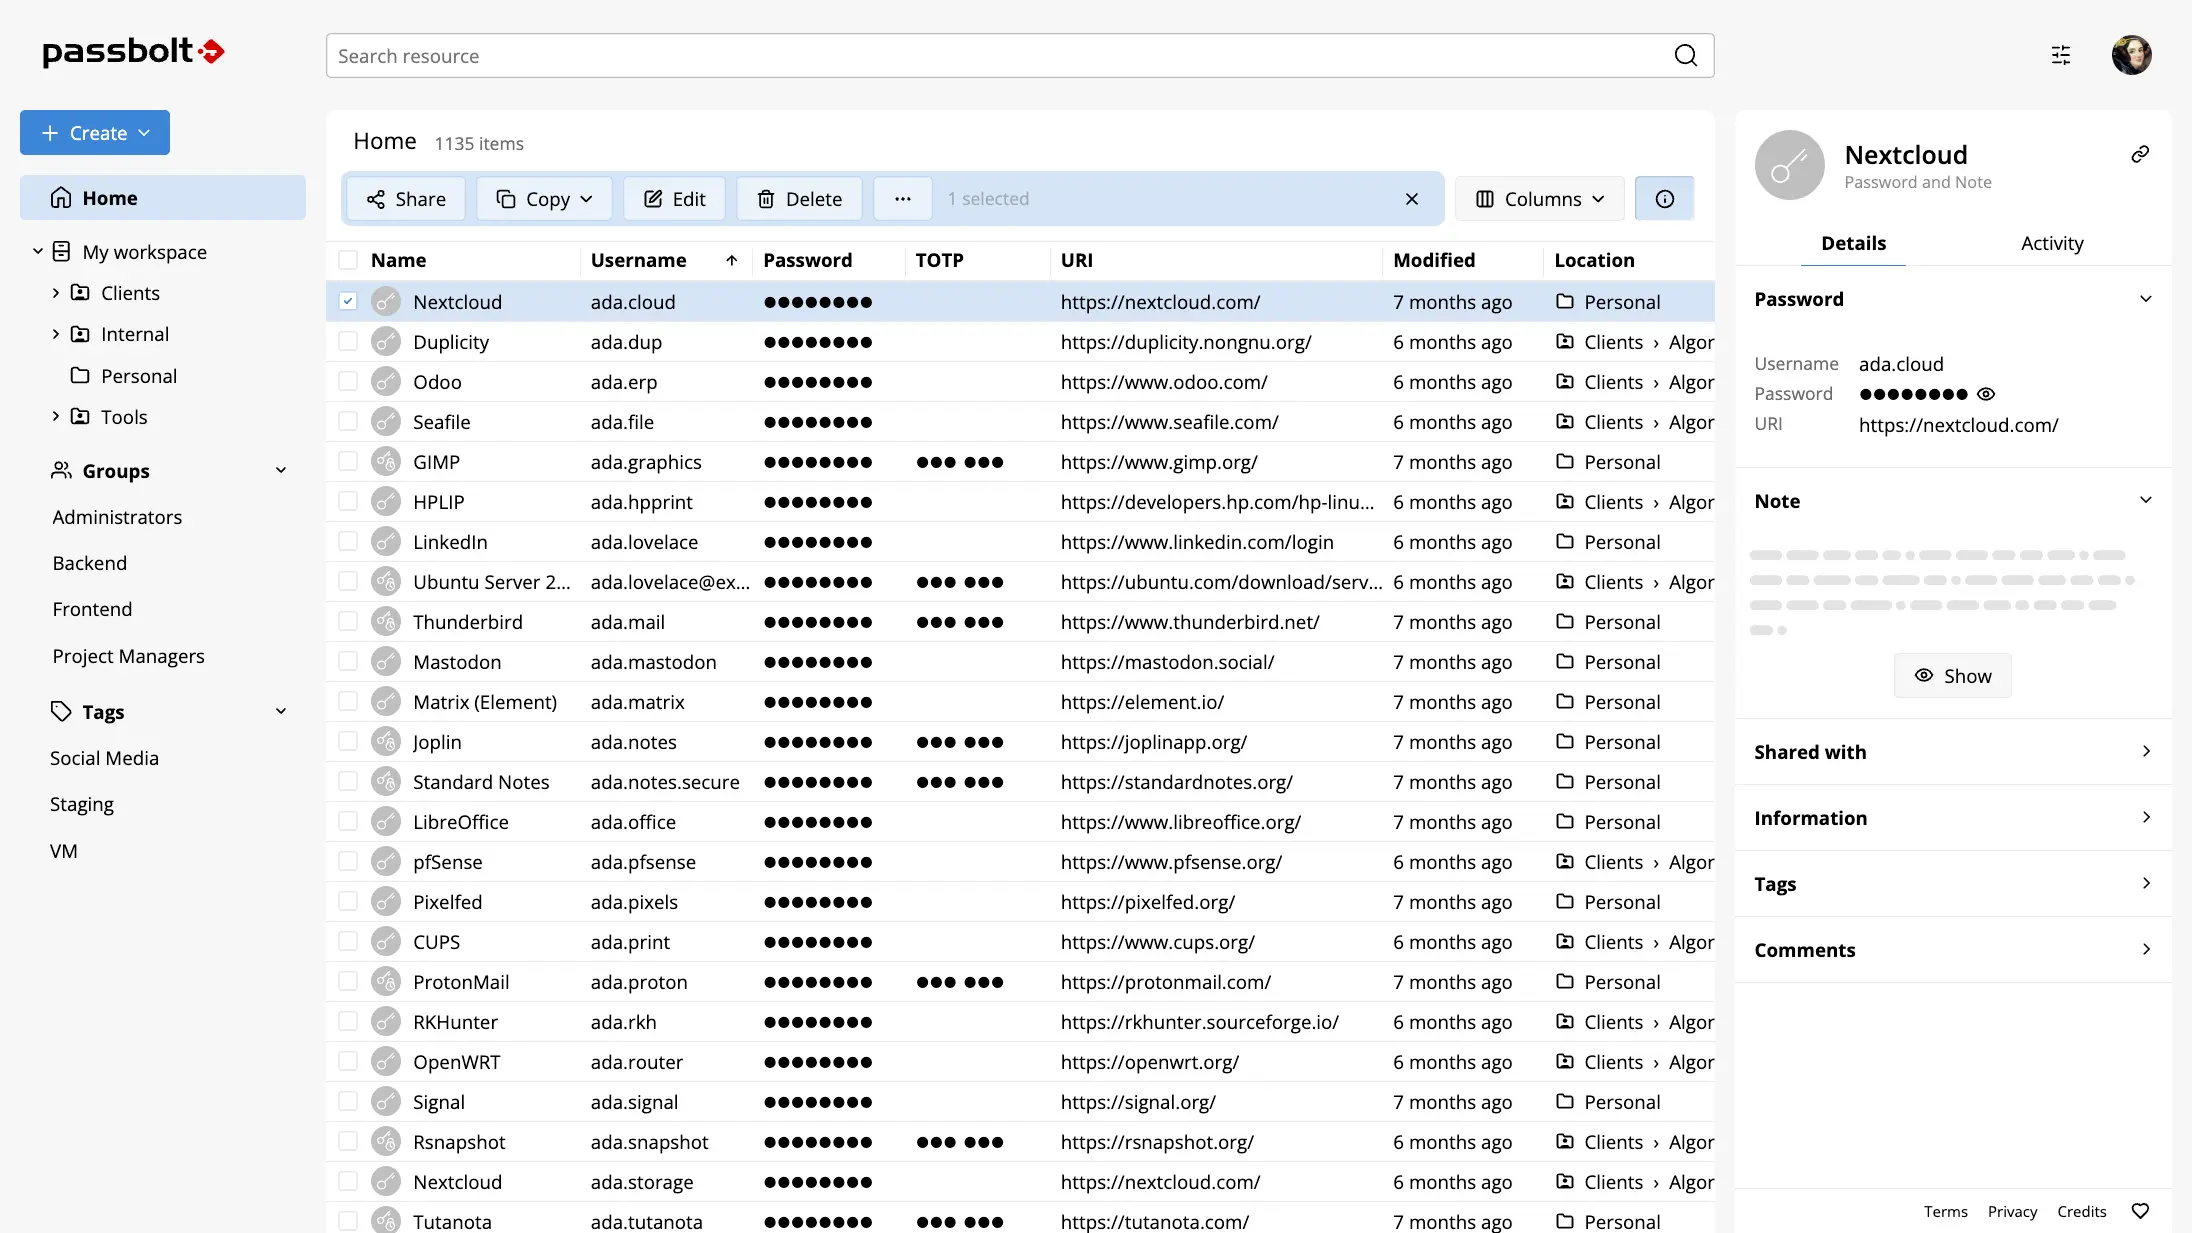 passbolt
Search resource
Create
Home
My workspace
Clients
Internal
Personal
Tools
Groups
Administrators
Backend
Frontend
Project Managers
Tags
Social Media
Staging
VM
Home 1135 items
Share Copy Edit Delete ... 1 selected Columns
Name Username Password TOTP URI Modified Location
Nextcloud ada.cloud ●●●●●●●● https://nextcloud.com/ 7 months ago Personal
Duplicity ada.dup ●●●●●●●● https://duplicity.nongnu.org/ 6 months ago Clients › Algor
Odoo ada.erp ●●●●●●●● https://www.odoo.com/ 6 months ago Clients › Algor
Seafile ada.file ●●●●●●●● https://www.seafile.com/ 6 months ago Clients › Algor
GIMP ada.graphics ●●●●●●●● ●●● ●●● https://www.gimp.org/ 7 months ago Personal
HPLIP ada.hpprint ●●●●●●●● https://developers.hp.com/hp-linu... 6 months ago Clients › Algor
LinkedIn ada.lovelace ●●●●●●●● https://www.linkedin.com/login 6 months ago Personal
Ubuntu Server 2... ada.lovelace@ex... ●●●●●●●● ●●● ●●● https://ubuntu.com/download/serv... 6 months ago Clients › Algor
Thunderbird ada.mail ●●●●●●●● ●●● ●●● https://www.thunderbird.net/ 7 months ago Personal
Mastodon ada.mastodon ●●●●●●●● https://mastodon.social/ 7 months ago Personal
Matrix (Element) ada.matrix ●●●●●●●● https://element.io/ 7 months ago Personal
Joplin ada.notes ●●●●●●●● ●●● ●●● https://joplinapp.org/ 7 months ago Personal
Standard Notes ada.notes.secure ●●●●●●●● ●●● ●●● https://standardnotes.org/ 7 months ago Personal
LibreOffice ada.office ●●●●●●●● https://www.libreoffice.org/ 7 months ago Personal
pfSense ada.pfsense ●●●●●●●● https://www.pfsense.org/ 6 months ago Clients › Algor
Pixelfed ada.pixels ●●●●●●●● https://pixelfed.org/ 7 months ago Personal
CUPS ada.print ●●●●●●●● https://www.cups.org/ 6 months ago Clients › Algor
ProtonMail ada.proton ●●●●●●●● ●●● ●●● https://protonmail.com/ 7 months ago Personal
RKHunter ada.rkh ●●●●●●●● https://rkhunter.sourceforge.io/ 6 months ago Clients › Algor
OpenWRT ada.router ●●●●●●●● https://openwrt.org/ 6 months ago Clients › Algor
Signal ada.signal ●●●●●●●● https://signal.org/ 7 months ago Personal
Rsnapshot ada.snapshot ●●●●●●●● ●●● ●●● https://rsnapshot.org/ 6 months ago Clients › Algor
Nextcloud ada.storage ●●●●●●●● https://nextcloud.com/ 6 months ago Clients › Algor
Tutanota ada.tutanota ●●●●●●●● ●●● ●●● https://tutanota.com/ 7 months ago Personal
Nextcloud
Password and Note
Details Activity
Password
Username ada.cloud
Password ●●●●●●●●
URI https://nextcloud.com/
Note
Show
Shared with
Information
Tags
Comments
Terms Privacy Credits